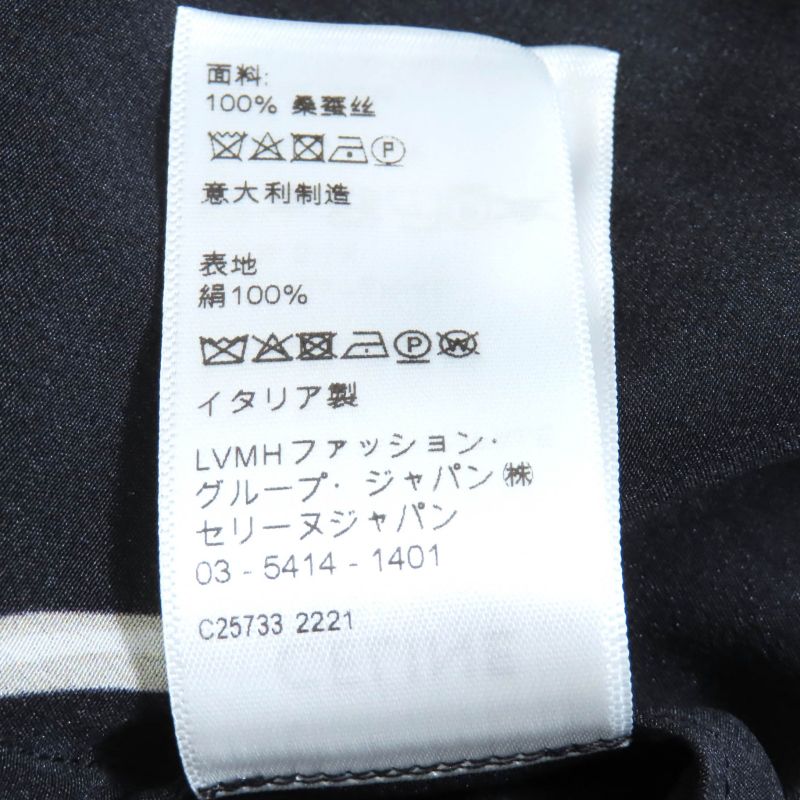 面料:
100% 桑蚕丝
P
意大利制造
表地
絹100%
P W
イタリア製
LVMHファッション・
グループ・ジャパン㈱
セリーヌジャパン
03 - 5414 - 1401
C25733 2221